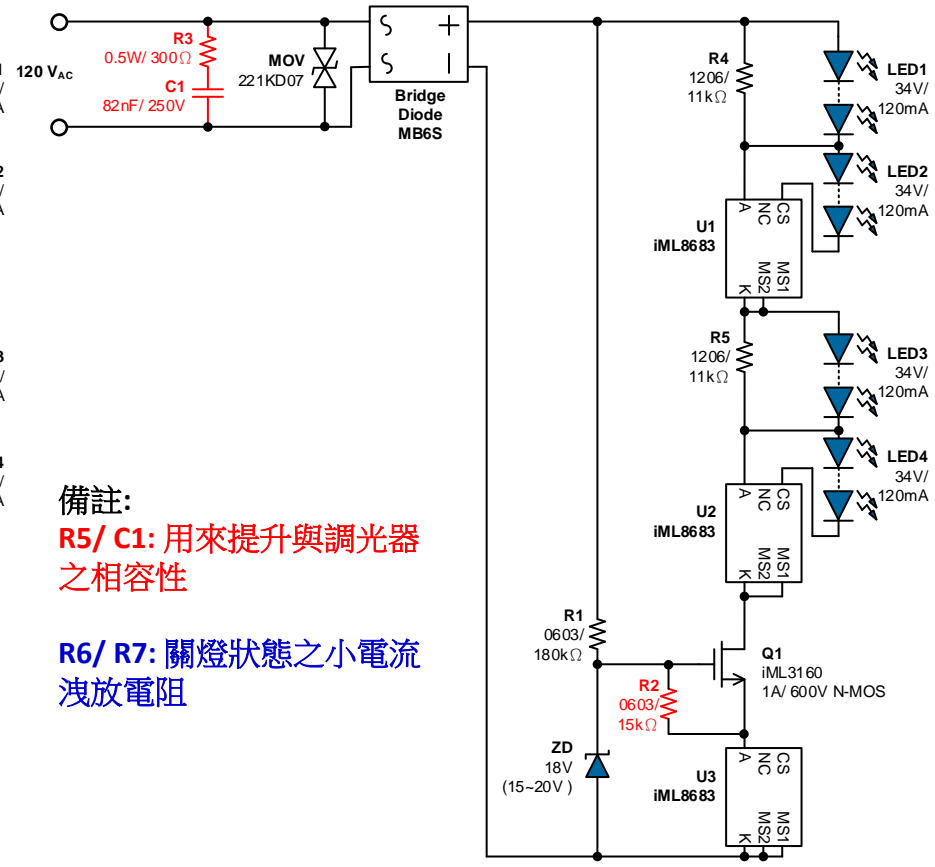 R3
0.5W/ 300Ω
C1
82nF/ 250V
120 VAC
MOV
221KD07
Bridge
Diode
MB6S
R4
1206/
11kΩ
LED1
34V/
120mA
LED2
34V/
120mA
A
NC
CS
U1
iML8683
K
MS2
MS1
R5
1206/
11kΩ
LED3
34V/
120mA
LED4
34V/
120mA
A
NC
CS
U2
iML8683
K
MS2
MS1
備註:
R5/ C1: 用來提升與調光器
之相容性
R6/ R7: 關燈狀態之小電流
洩放電阻
R1
0603/
180kΩ
R2
0603/
15kΩ
Q1
iML3160
1A/ 600V N-MOS
ZD
18V
(15~20V )
A
NC
CS
U3
iML8683
K
MS2
MS1